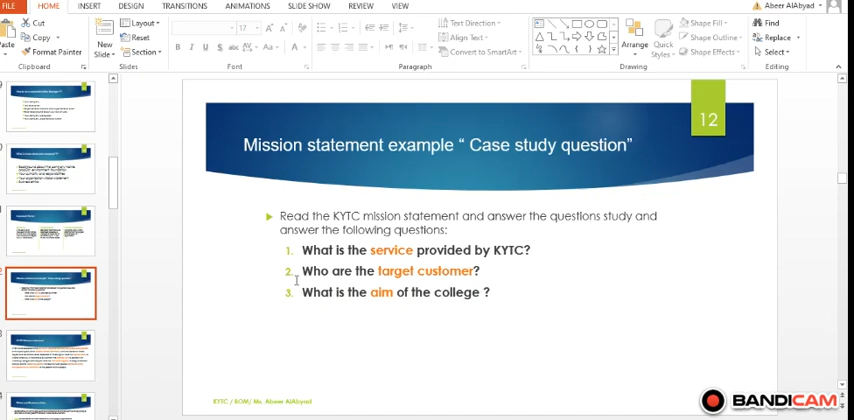 FILE HOME INSERT DESIGN TRANSITIONS ANIMATIONS SLIDE SHOW REVIEW VIEW Abeer AlAbyad
Cut
Copy
Format Painter
Paste
Clipboard
New
Slide
Layout
Reset
Section
Slides
17
B I U S
Font
Paragraph
Text Direction
Align Text
Convert to SmartArt
Arrange
Quick
Styles
Drawing
Shape Fill
Shape Outline
Shape Effects
Find
Replace
Select
Editing
12
Mission statement example “ Case study question”
Read the KYTC mission statement and answer the questions study and
answer the following questions:
1. What is the service provided by KYTC?
2. Who are the target customer?
3. What is the aim of the college ?
KYTC / BOM/ Ms. Abeer AlAbyad
BANDICAM